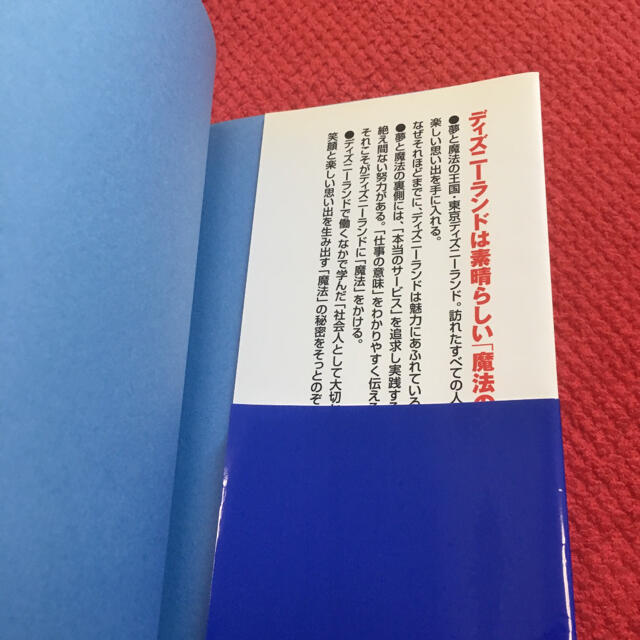 ディズニーランドは素晴らしい「魔法の
●夢と魔法の王国・東京ディズニーランド。訪れたすべての人
楽しい思い出を手に入れる。
なぜそれほどまでに、ディズニーランドは魅力にあふれている
●夢と魔法の裏側には、「本当のサービス」を追求し実践する
絶え間ない努力がある。「仕事の意味」をわかりやすく伝える
それこそがディズニーランドに「魔法」をかける。
●ディズニーランドで働くなかで学んだ「社会人として大切
笑顔と楽しい思い出を生み出す「魔法」の秘密をそっとのぞ